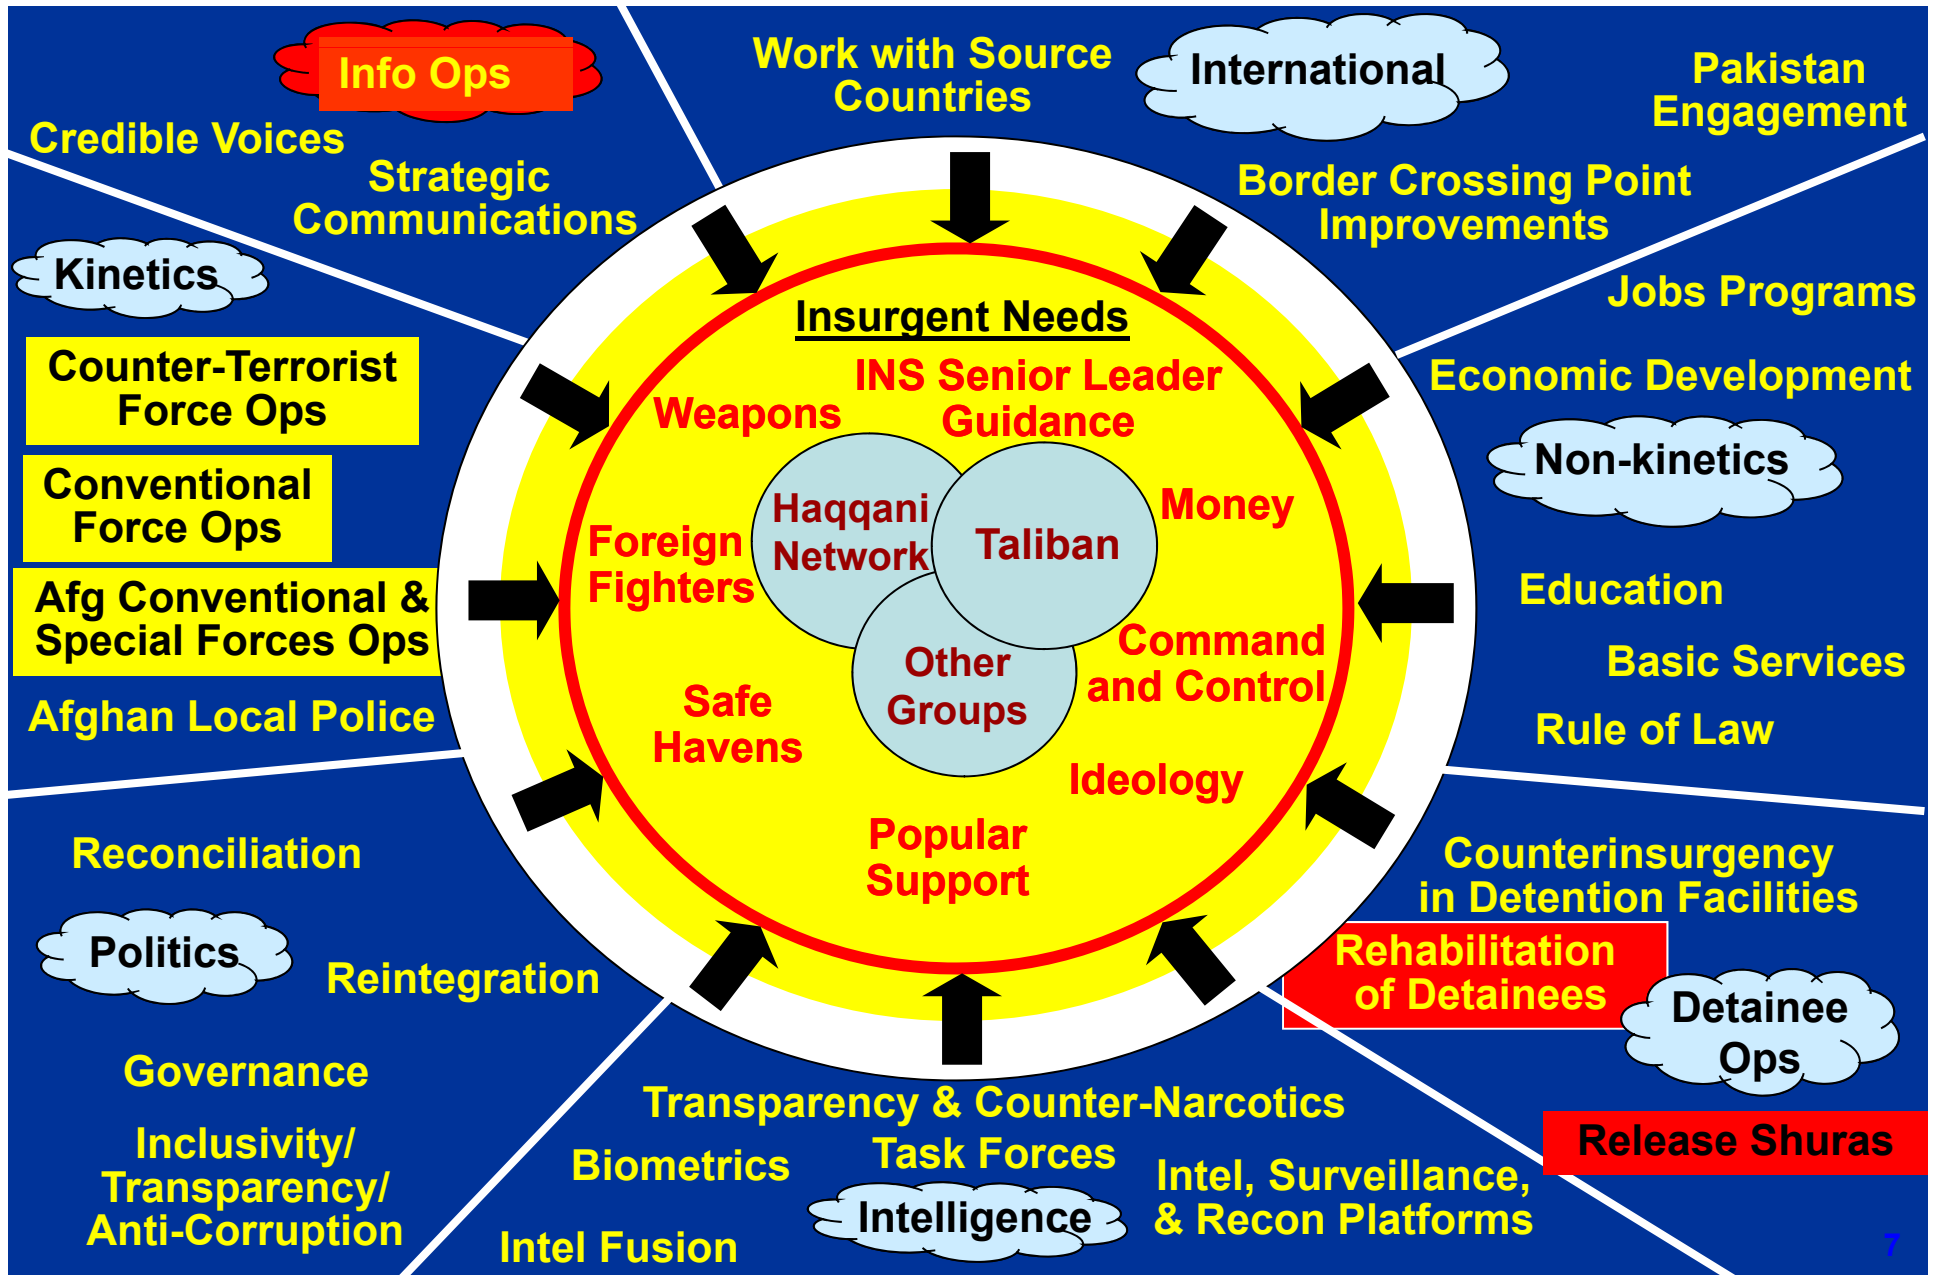 Info Ops
Credible Voices
Strategic
Communications
Work with Source
Countries
International
Pakistan
Engagement
Border Crossing Point
Improvements
Kinetics
Counter-Terrorist
Force Ops
Conventional
Force Ops
Afg Conventional &
Special Forces Ops
Afghan Local Police
Insurgent Needs
INS Senior Leader
Guidance
Weapons
Money
Foreign
Fighters
Haqqani
Network
Taliban
Other
Groups
Command
and Control
Safe
Havens
Ideology
Popular
Support
Jobs Programs
Economic Development
Non-kinetics
Education
Basic Services
Rule of Law
Reconciliation
Politics
Reintegration
Governance
Inclusivity/
Transparency/
Anti-Corruption
Transparency & Counter-Narcotics
Task Forces
Biometrics
Intelligence
Intel Fusion
Intel, Surveillance,
& Recon Platforms
Counterinsurgency
in Detention Facilities
Rehabilitation
of Detainees
Detainee
Ops
Release Shuras
7